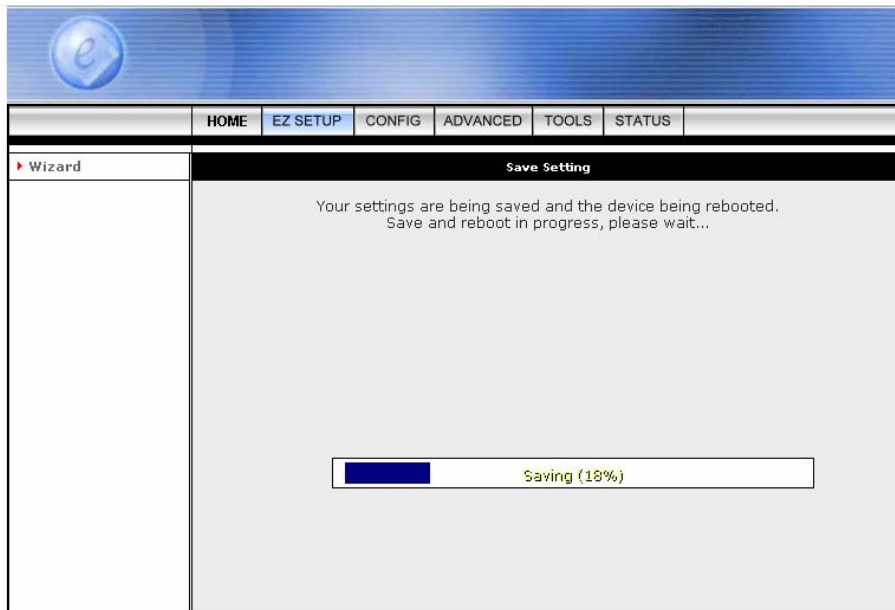 e
HOME EZ SETUP CONFIG ADVANCED TOOLS STATUS
Wizard
Save Setting
Your settings are being saved and the device being rebooted.
Save and reboot in progress, please wait...
Saving (18%)